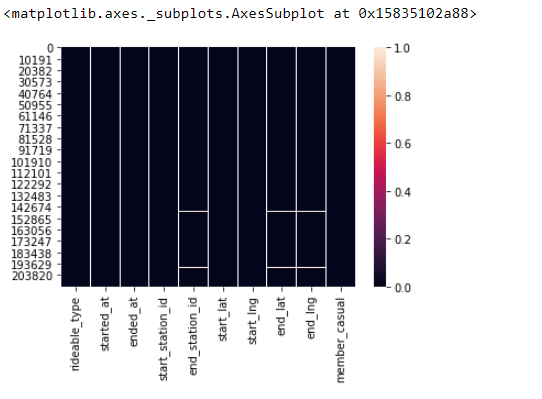 <matplotlib.axes._subplots.AxesSubplot at 0x15835102a88>
0
10191
20382
30573
40764
50955
61146
71337
81528
91719
101910
112101
122292
132483
142674
152865
163056
173247
183438
193629
203820
1.0
0.8
0.6
0.4
0.2
0.0
rideable_type
started_at
ended_at
start_station_id
end_station_id
start_lat
start_lng
end_lat
end_lng
member_casual